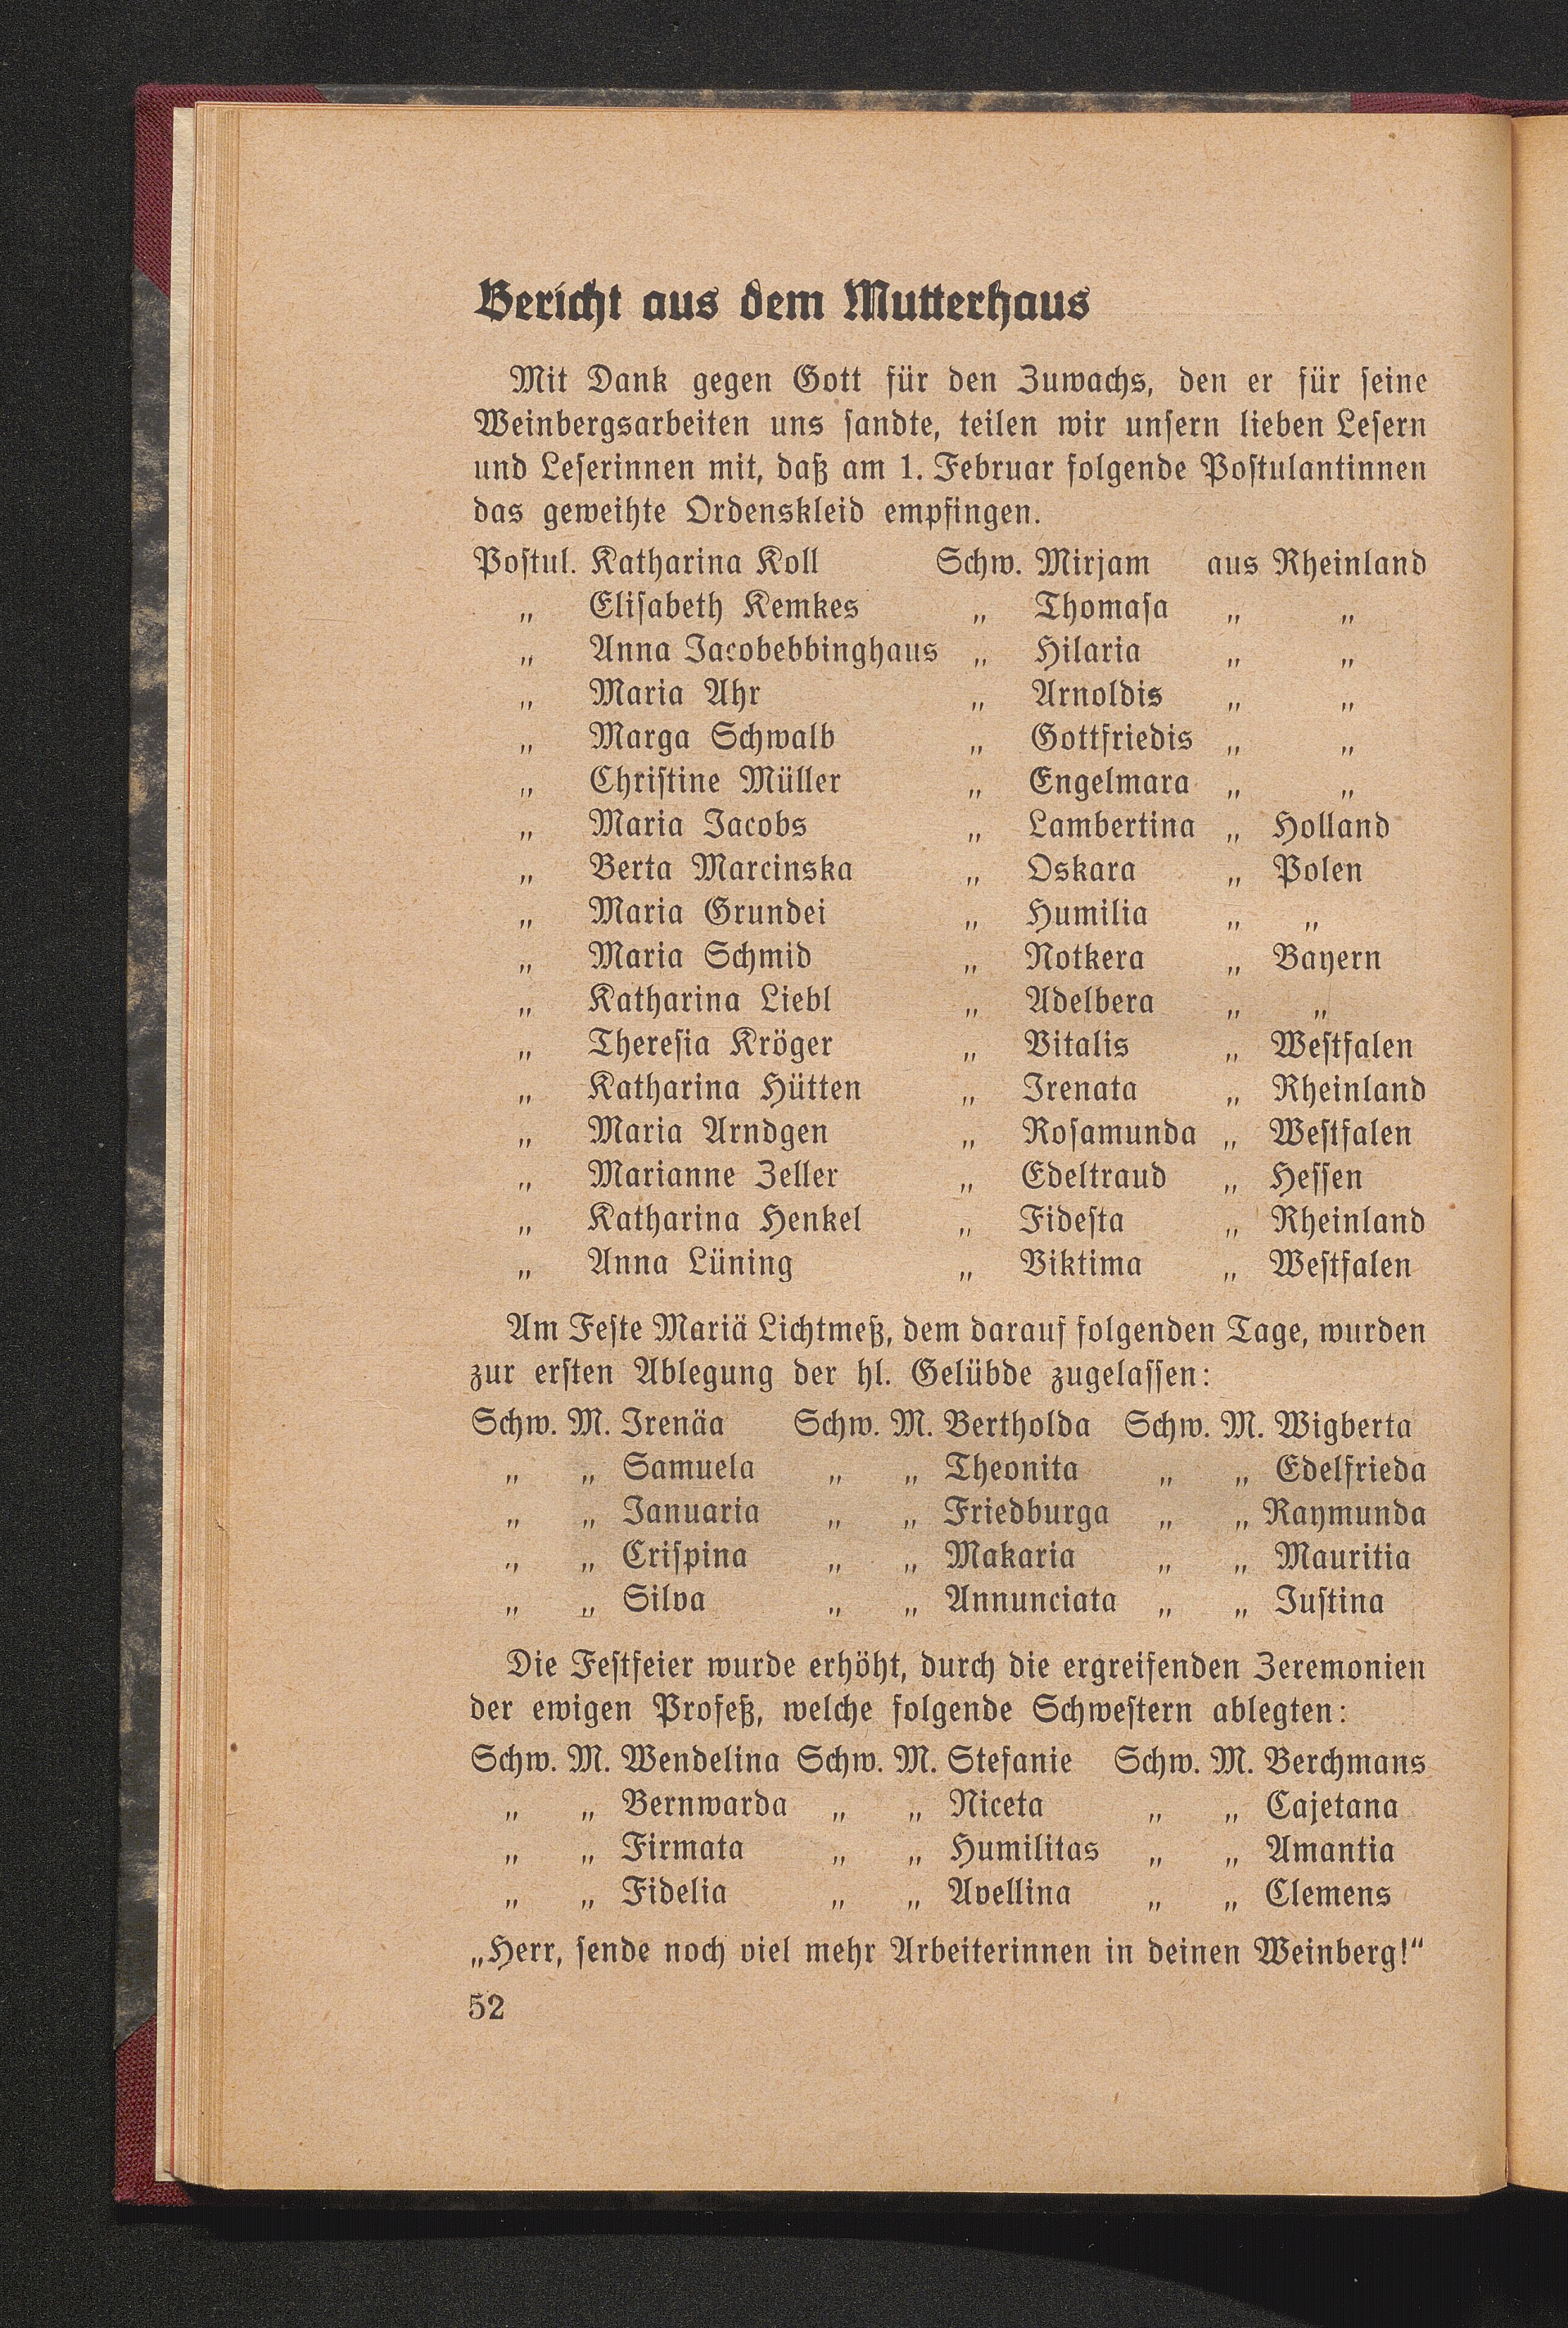 Bericht aus dem Mutterhaus
Mit Dank gegen Gott für den Zuwachs, den er für seine
Weinbergsarbeiten uns sandte, teilen wir unsern lieben Lesern
und Leserinnen mit, daß am 1. Februar folgende Postulantinnen
das geweihte Ordenskleid empfingen.
Postul. Katharina Koll Schw. Mirjam aus Rheinland
„ Elisabeth Kemkes „ Thomasa „ „
„ Anna Jacobebbinghaus „ Hilaria „ „
„ Maria Ahr „ Arnoldis „ „
„ Marga Schwalb „ Gottfriedis „ „
„ Christine Müller „ Engelmara „ „
„ Maria Jacobs „ Lambertina „ Holland
„ Berta Marcinska „ Oskara „ Polen
„ Maria Grundei „ Humilia „ „
„ Maria Schmid „ Notkera „ Bayern
„ Katharina Liebl „ Adelbera „ „
„ Theresia Kröger „ Vitalis „ Westfalen
„ Katharina Hütten „ Irenata „ Rheinland
„ Maria Arndgen „ Rosamunda „ Westfalen
„ Marianne Zeller „ Edeltraud „ Hessen
„ Katharina Henkel „ Fidesta „ Rheinland
„ Anna Lüning „ Viktima „ Westfalen
Am Feste Mariä Lichtmeß, dem darauf folgenden Tage, wurden
zur ersten Ablegung der hl. Gelübde zugelassen:
Schw. M. Irenäa Schw. M. Bertholda Schw. M. Wigberta
„ „ Samuela „ „ Theonita „ „ Edelfrieda
„ „ Januaria „ „ Friedburga „ „ Raymunda
„ „ Crispina „ „ Makaria „ „ Mauritia
„ „ Silva „ „ Annunciata „ „ Justina
Die Festfeier wurde erhöht, durch die ergreifenden Zeremonien
der ewigen Profeß, welche folgende Schwestern ablegten:
Schw. M. Wendelina Schw. M. Stefanie Schw. M. Berchmans
„ „ Bernwarda „ „ Niceta „ „ Cajetana
„ „ Firmata „ „ Humilitas „ „ Amantia
„ „ Fidelia „ „ Avellina „ „ Clemens
„Herr, sende noch viel mehr Arbeiterinnen in deinen Weinberg!“
52